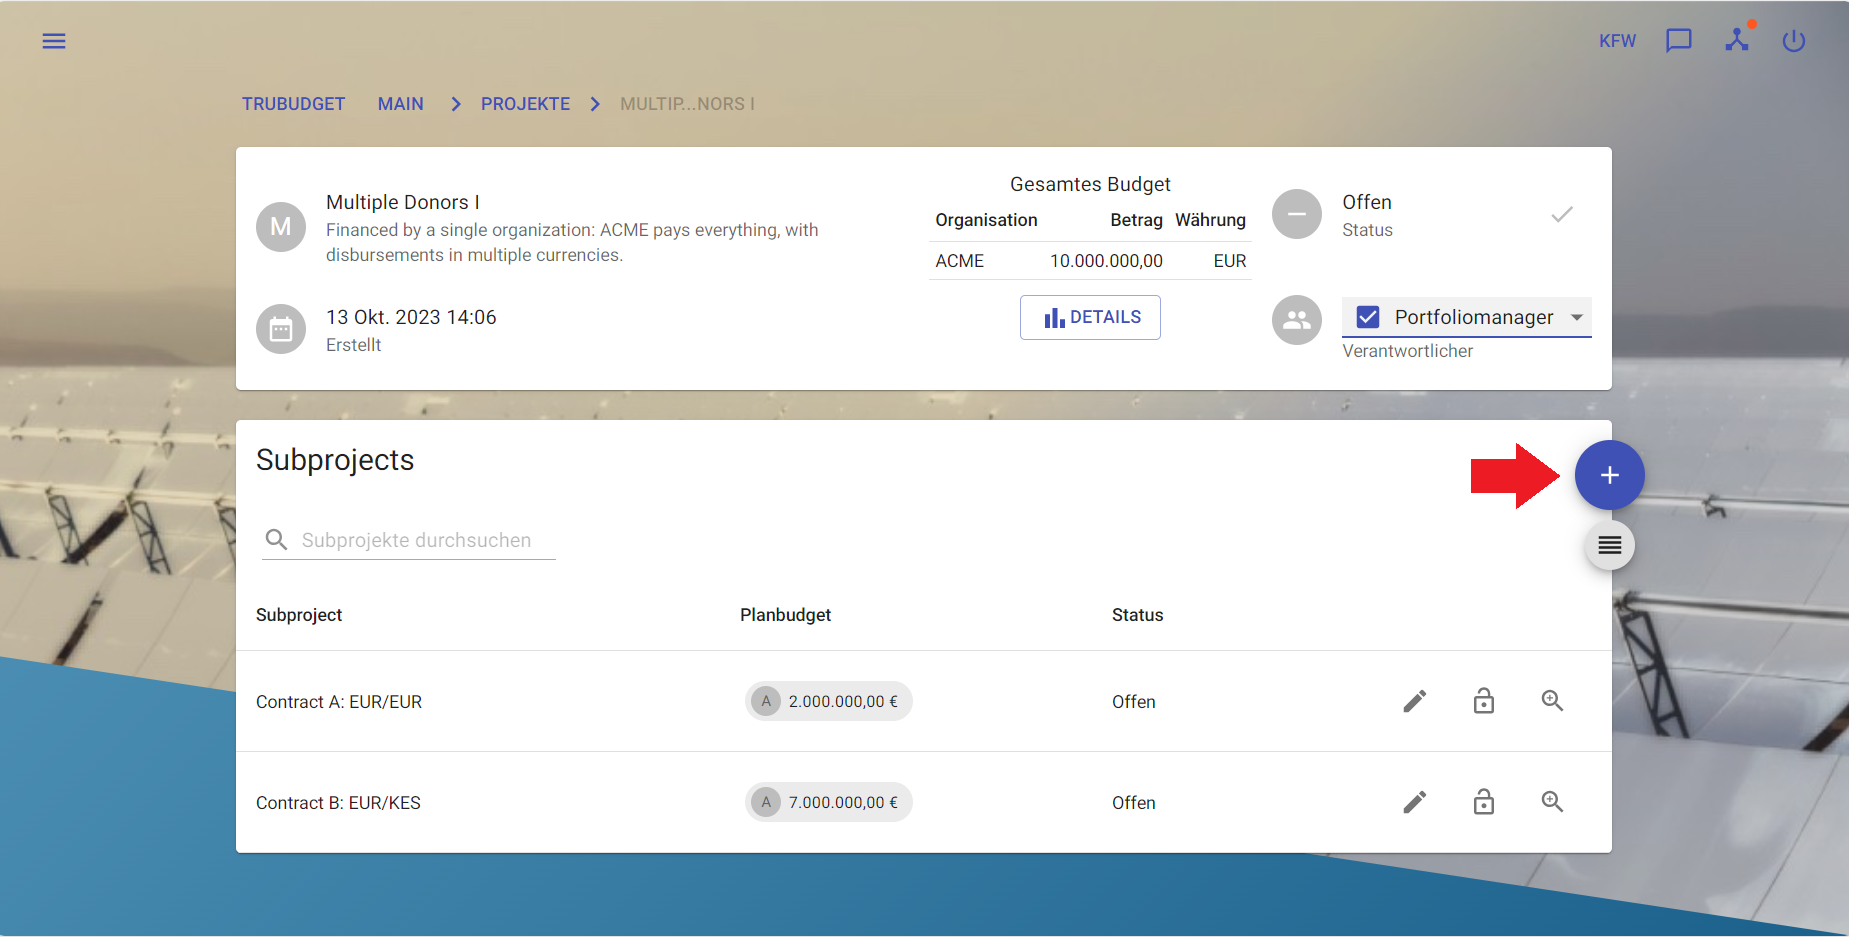 KFW
TRUBUDGET MAIN PROJEKTE MULTIP...NORS I
M
Multiple Donors I
Financed by a single organization: ACME pays everything, with
disbursements in multiple currencies.
13 Okt. 2023 14:06
Erstellt
Gesamtes Budget
Organisation Betrag Währung
ACME 10.000.000,00 EUR
DETAILS
Offen
Status
Portfoliomanager
Verantwortlicher
Subprojects
Subprojekte durchsuchen
Subproject Planbudget Status
Contract A: EUR/EUR A 2.000.000,00 € Offen
Contract B: EUR/KES A 7.000.000,00 € Offen